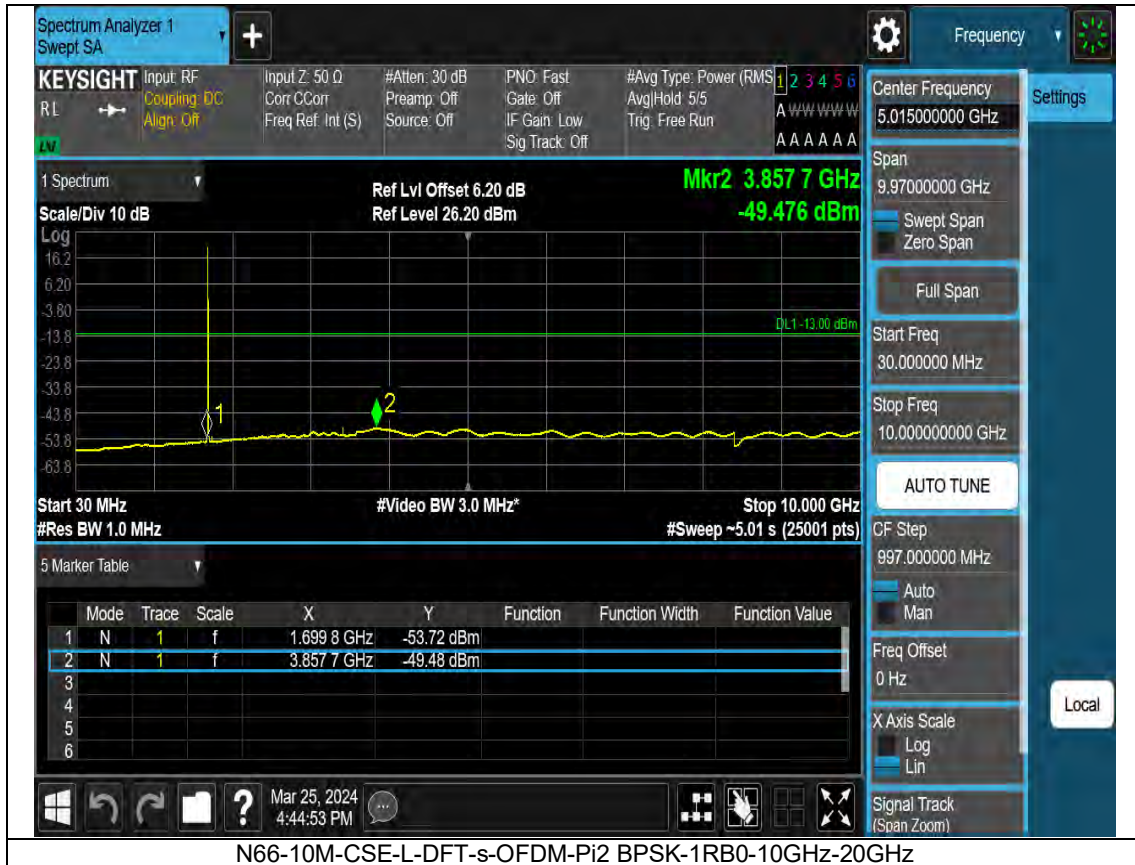 Spectrum Analyzer 1
Swept SA
Frequency
KEYSIGHT
RL
LXI
Input: RF
Coupling: DC
Align: Off
Input Z: 50 Ω
Corr CCorr
Freq Ref: Int (S)
#Atten: 30 dB
Preamp: Off
Source: Off
PNO: Fast
Gate: Off
IF Gain: Low
Sig Track: Off
#Avg Type: Power (RMS
Avg|Hold: 5/5
Trig: Free Run
1 2 3 4 5 6
A W W W W W
A A A A A A
1 Spectrum
Scale/Div 10 dB
Ref Lvl Offset 6.20 dB
Ref Level 26.20 dBm
Mkr2 3.857 7 GHz
-49.476 dBm
Log
16.2
6.20
-3.80
-13.8
-23.8
-33.8
-43.8
-53.8
-63.8
DL1 -13.00 dBm
1
2
Start 30 MHz
#Res BW 1.0 MHz
#Video BW 3.0 MHz*
Stop 10.000 GHz
#Sweep ~5.01 s (25001 pts)
5 Marker Table
Mode Trace Scale X Y Function Function Width Function Value
1 N 1 f 1.699 8 GHz -53.72 dBm
2 N 1 f 3.857 7 GHz -49.48 dBm
3
4
5
6
Mar 25, 2024
4:44:53 PM
Center Frequency
5.015000000 GHz
Settings
Span
9.97000000 GHz
Swept Span
Zero Span
Full Span
Start Freq
30.000000 MHz
Stop Freq
10.000000000 GHz
AUTO TUNE
CF Step
997.000000 MHz
Auto
Man
Freq Offset
0 Hz
X Axis Scale
Log
Lin
Signal Track
(Span Zoom)
Local
N66-10M-CSE-L-DFT-s-OFDM-Pi2 BPSK-1RB0-10GHz-20GHz